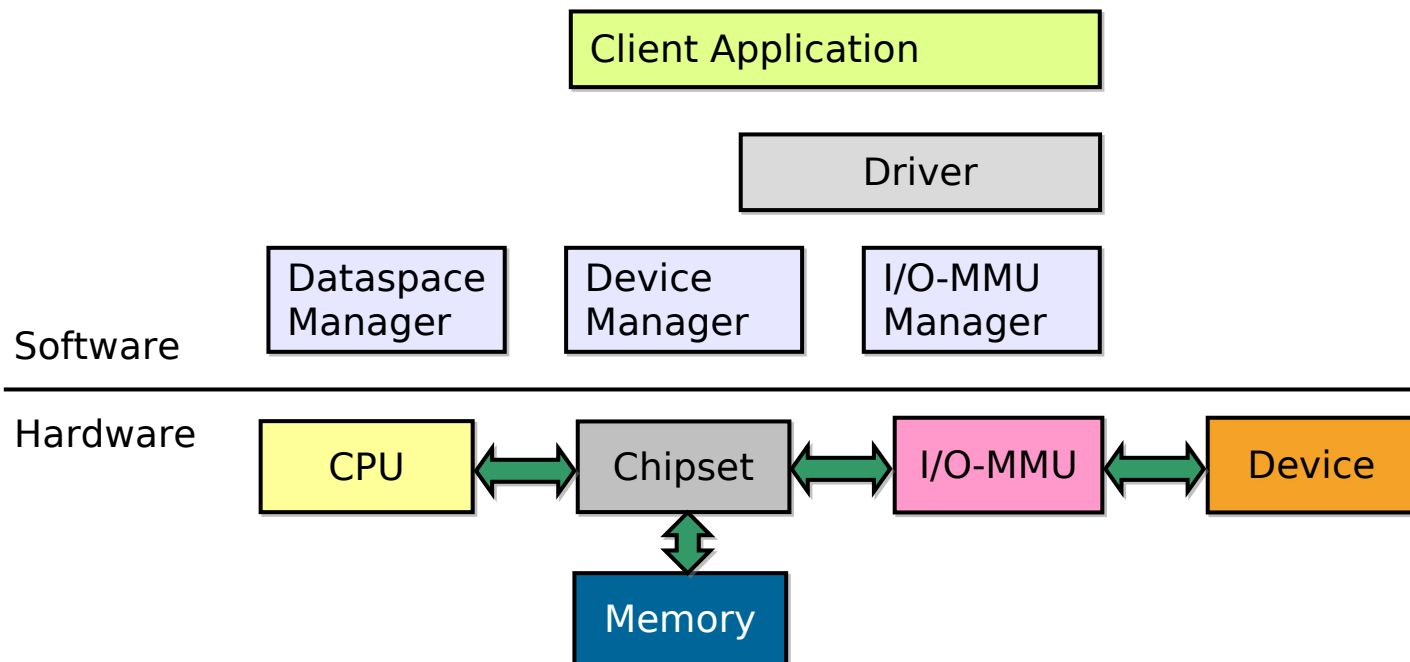 Client Application
Driver
Dataspace
Manager
Device
Manager
I/O-MMU
Manager
Software
Hardware
CPU
Chipset
I/O-MMU
Device
Memory